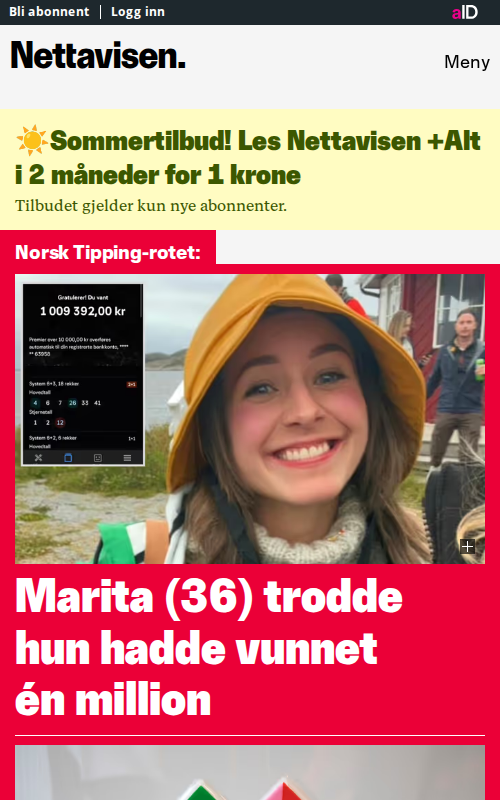 Bli abonnent | Logg inn
aID
Nettavisen.
Meny
☀️Sommertilbud! Les Nettavisen +Alt
i 2 måneder for 1 krone
Tilbudet gjelder kun nye abonnenter.
Norsk Tipping-rotet:
Gratulerer! Du vant
1 009 392,00 kr
Premier over 10 000,00 kr overføres
automatisk til din registrerte bankkonto, ****
** 63958
System 6+3, 18 rekker
Hovedtall
4 6 7 26 33 41
Stjernetall
1 2 12
System 6+2, 6 rekker
Hovedtall
Marita (36) trodde
hun hadde vunnet
én million